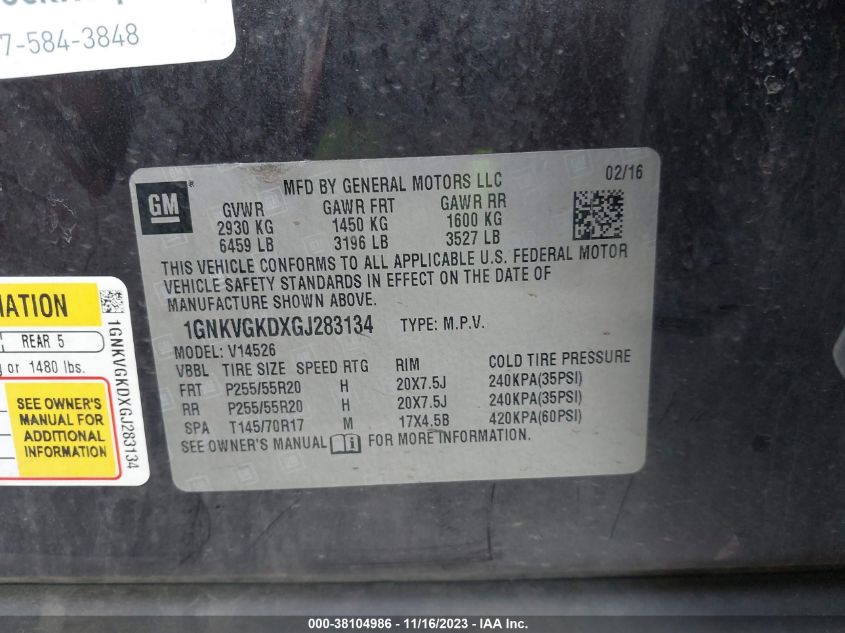 7-584-3848
GM
MFD BY GENERAL MOTORS LLC
02/16
GVWR GAWR FRT GAWR RR
2930 KG 1450 KG 1600 KG
6459 LB 3196 LB 3527 LB
THIS VEHICLE CONFORMS TO ALL APPLICABLE U.S. FEDERAL MOTOR
VEHICLE SAFETY STANDARDS IN EFFECT ON THE DATE OF
MANUFACTURE SHOWN ABOVE.
1GNKVGKDXGJ283134 TYPE: M.P.V.
MODEL: V14526
VBBL TIRE SIZE SPEED RTG RIM COLD TIRE PRESSURE
FRT P255/55R20 H 20X7.5J 240KPA(35PSI)
RR P255/55R20 H 20X7.5J 240KPA(35PSI)
SPA T145/70R17 M 17X4.5B 420KPA(60PSI)
SEE OWNER'S MANUAL FOR MORE INFORMATION.
MATION
REAR 5
or 1480 lbs.
SEE OWNER'S
MANUAL FOR
ADDITIONAL
INFORMATION
1GNKVGKDXGJ283134
000-38104986 - 11/16/2023 - IAA Inc.